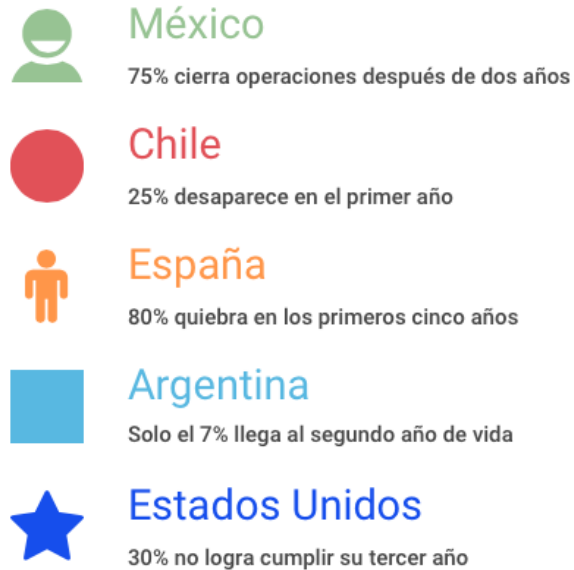 México
75% cierra operaciones después de dos años
Chile
25% desaparece en el primer año
España
80% quiebra en los primeros cinco años
Argentina
Solo el 7% llega al segundo año de vida
Estados Unidos
30% no logra cumplir su tercer año